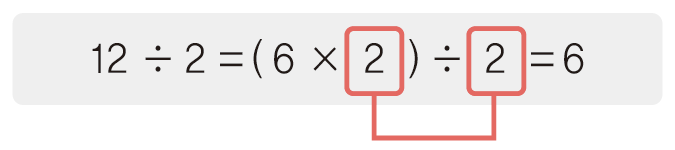 12 ÷ 2 = ( 6 × 2 ) ÷ 2 = 6